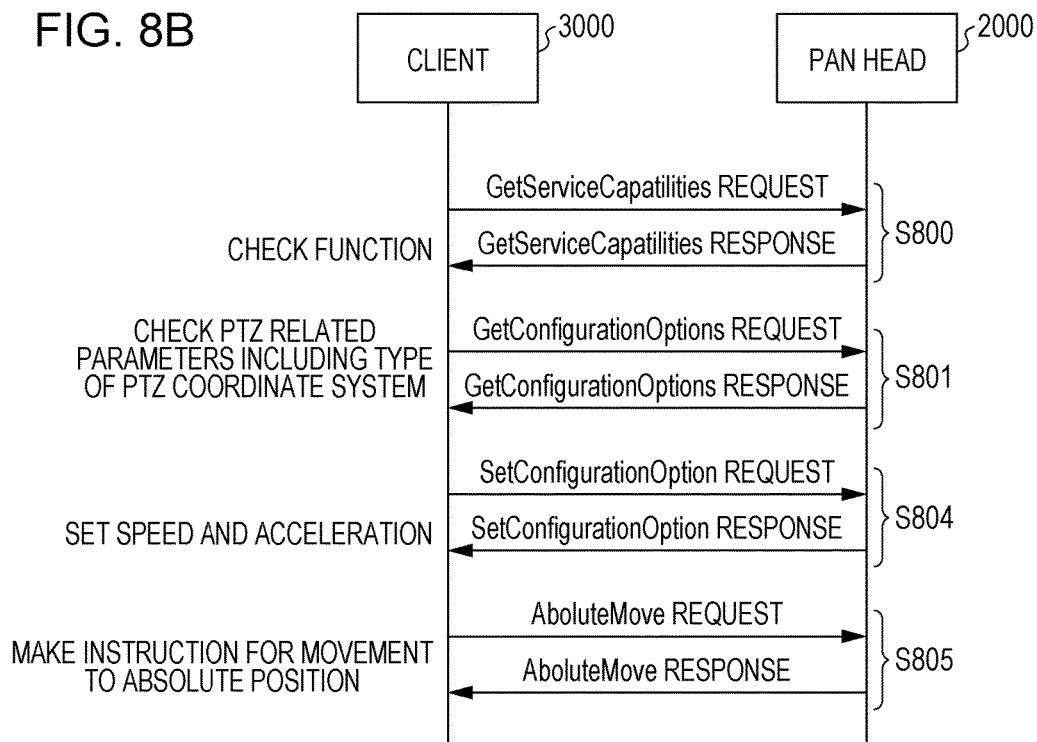 FIG. 8B
3000
2000
CLIENT
PAN HEAD
GetServiceCapatilities REQUEST
CHECK FUNCTION
GetServiceCapatilities RESPONSE
S800
CHECK PTZ RELATED
PARAMETERS INCLUDING TYPE
OF PTZ COORDINATE SYSTEM
GetConfigurationOptions REQUEST
GetConfigurationOptions RESPONSE
S801
SetConfigurationOption REQUEST
SET SPEED AND ACCELERATION
SetConfigurationOption RESPONSE
S804
AboluteMove REQUEST
MAKE INSTRUCTION FOR MOVEMENT
TO ABSOLUTE POSITION
AboluteMove RESPONSE
S805